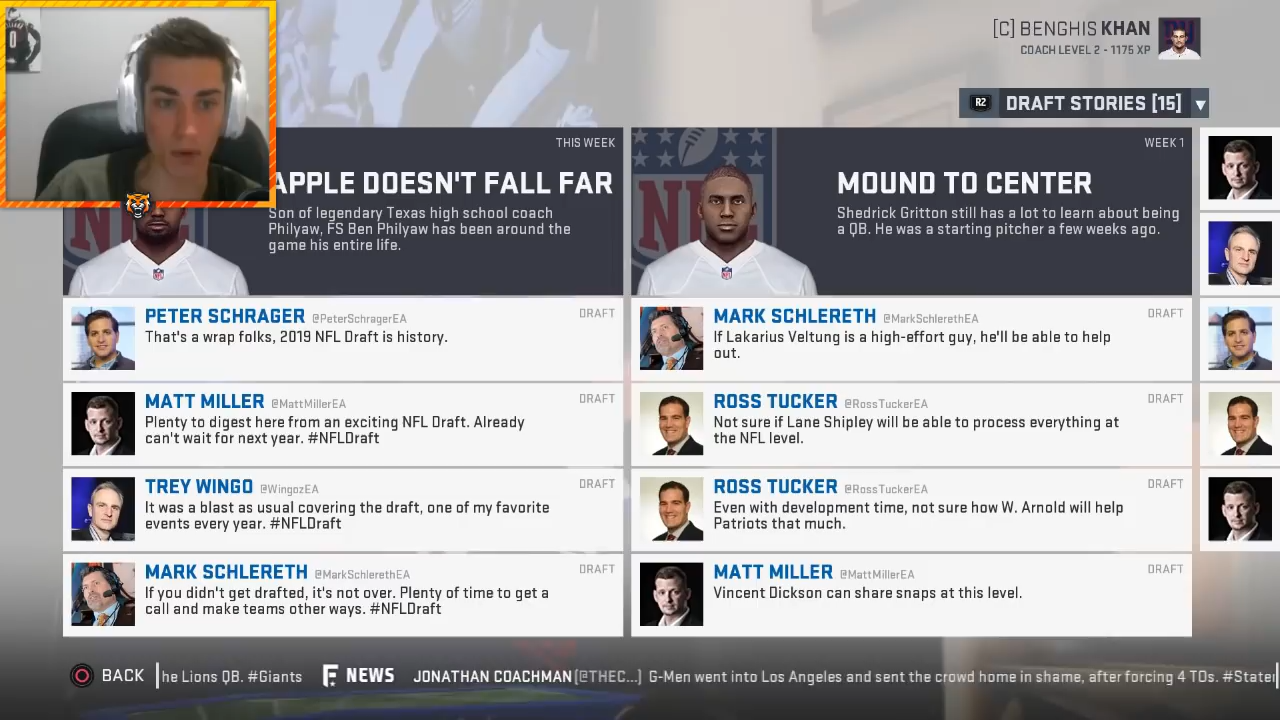 [C] BENGHIS KHAN
COACH LEVEL 2 - 1175 XP
R2 DRAFT STORIES [15] ▼
THIS WEEK
APPLE DOESN'T FALL FAR
Son of legendary Texas high school coach
Philyaw, FS Ben Philyaw has been around the
game his entire life.
PETER SCHRAGER @PeterSchragerEA DRAFT
That's a wrap folks, 2019 NFL Draft is history.
MATT MILLER @MattMillerEA DRAFT
Plenty to digest here from an exciting NFL Draft. Already
can't wait for next year. #NFLDraft
TREY WINGO @WingozEA DRAFT
It was a blast as usual covering the draft, one of my favorite
events every year. #NFLDraft
MARK SCHLERETH @MarkSchlerethEA DRAFT
If you didn't get drafted, it's not over. Plenty of time to get a
call and make teams other ways. #NFLDraft
WEEK 1
MOUND TO CENTER
Shedrick Gritton still has a lot to learn about being
a QB. He was a starting pitcher a few weeks ago.
NFL
MARK SCHLERETH @MarkSchlerethEA DRAFT
If Lakarius Veltung is a high-effort guy, he'll be able to help
out.
ROSS TUCKER @RossTuckerEA DRAFT
Not sure if Lane Shipley will be able to process everything at
the NFL level.
ROSS TUCKER @RossTuckerEA DRAFT
Even with development time, not sure how W. Arnold will help
Patriots that much.
MATT MILLER @MattMillerEA DRAFT
Vincent Dickson can share snaps at this level.
BACK he Lions QB. #Giants F NEWS JONATHAN COACHMAN [@THEC...] G-Men went into Los Angeles and sent the crowd home in shame, after forcing 4 TOs. #State